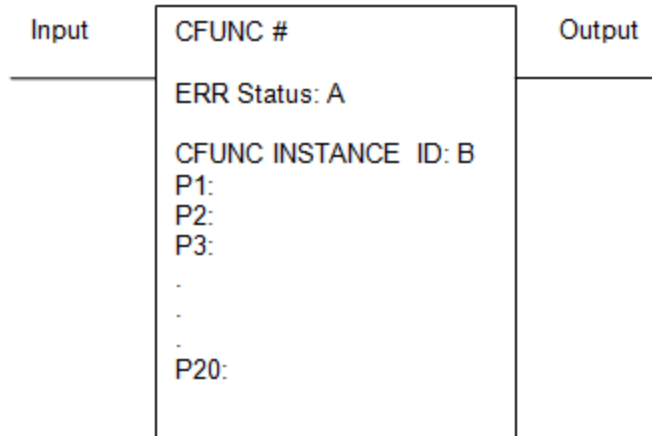 Input
CFUNC #
Output
ERR Status: A
CFUNC INSTANCE ID: B
P1:
P2:
P3:
.
.
.
P20: